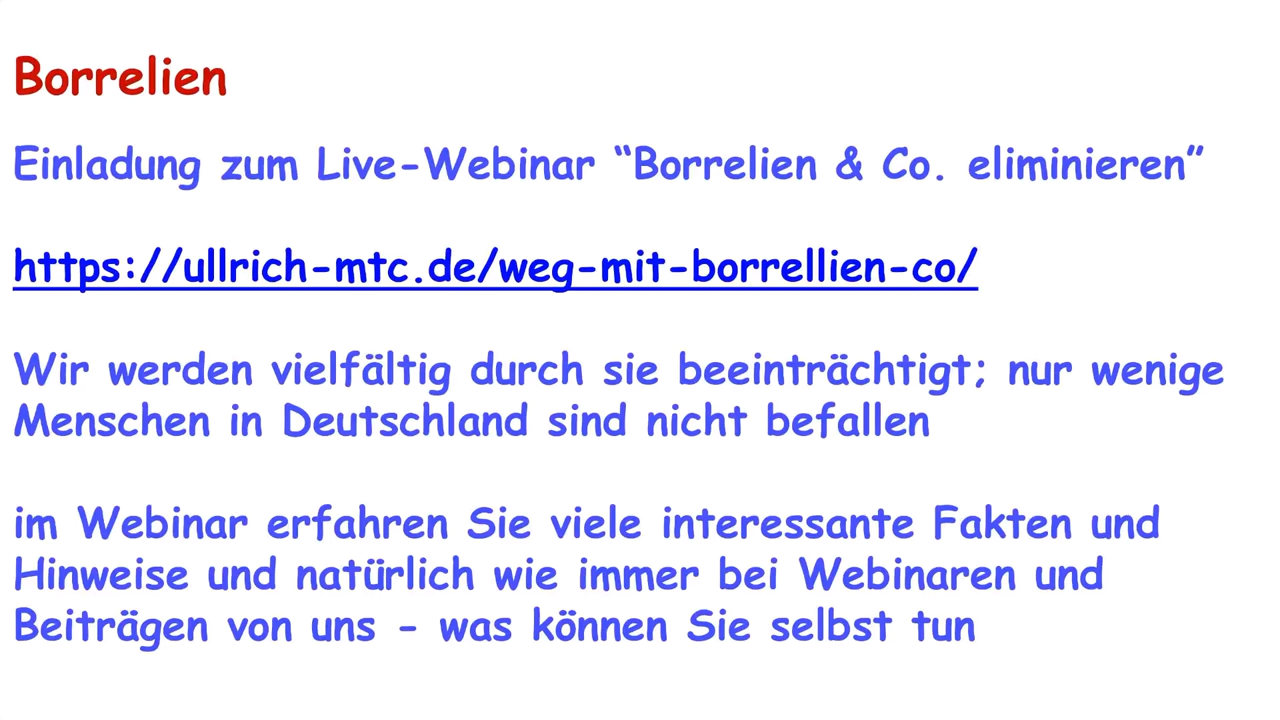 Borrelien
Einladung zum Live-Webinar “Borrelien & Co. eliminieren”
https://ullrich-mtc.de/weg-mit-borrellien-co/
Wir werden vielfältig durch sie beeinträchtigt; nur wenige
Menschen in Deutschland sind nicht befallen
im Webinar erfahren Sie viele interessante Fakten und
Hinweise und natürlich wie immer bei Webinaren und
Beiträgen von uns - was können Sie selbst tun